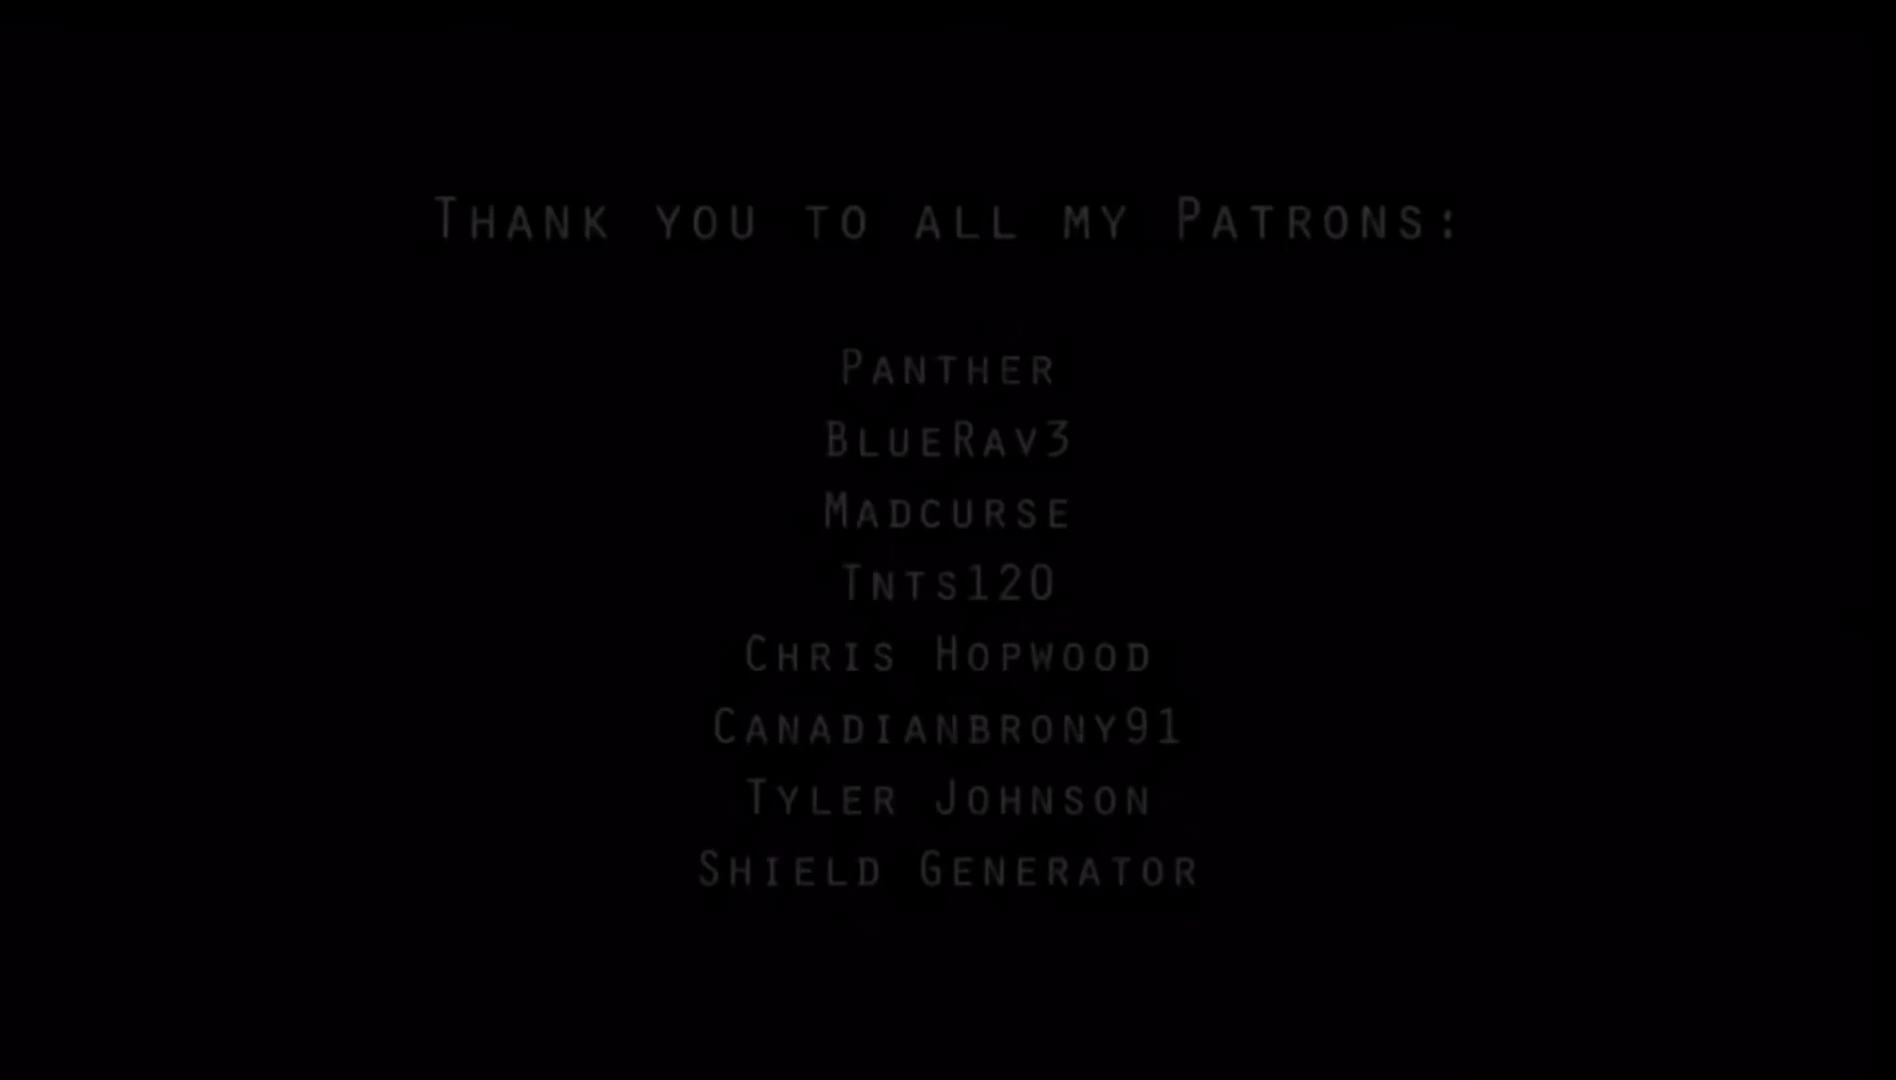 Thank you to all my Patrons:
Panther
BlueRav3
Madcurse
Tnts120
Chris Hopwood
Canadianbrony91
Tyler Johnson
Shield Generator